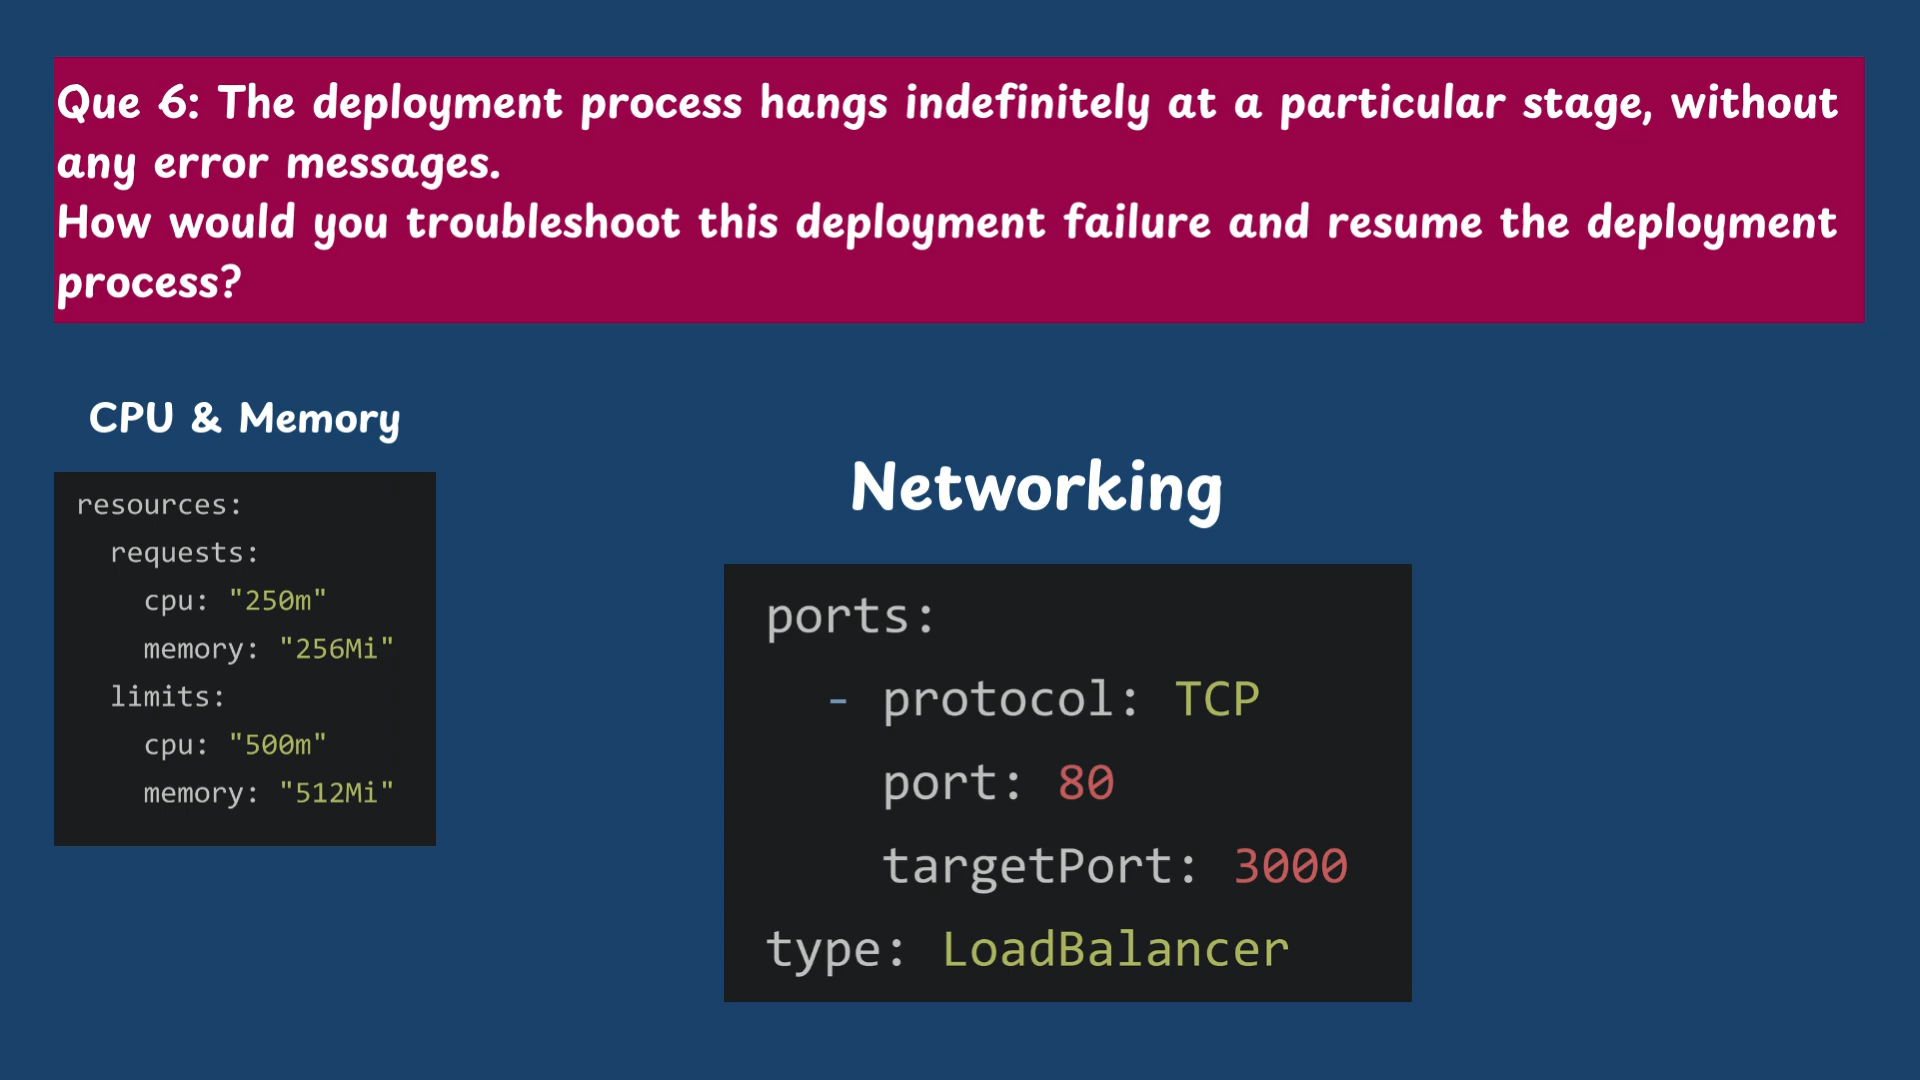 Que 6: The deployment process hangs indefinitely at a particular stage, without
any error messages.
How would you troubleshoot this deployment failure and resume the deployment
process?
CPU & Memory
resources:
  requests:
    cpu: "250m"
    memory: "256Mi"
  limits:
    cpu: "500m"
    memory: "512Mi"
Networking
ports:
  - protocol: TCP
    port: 80
    targetPort: 3000
type: LoadBalancer